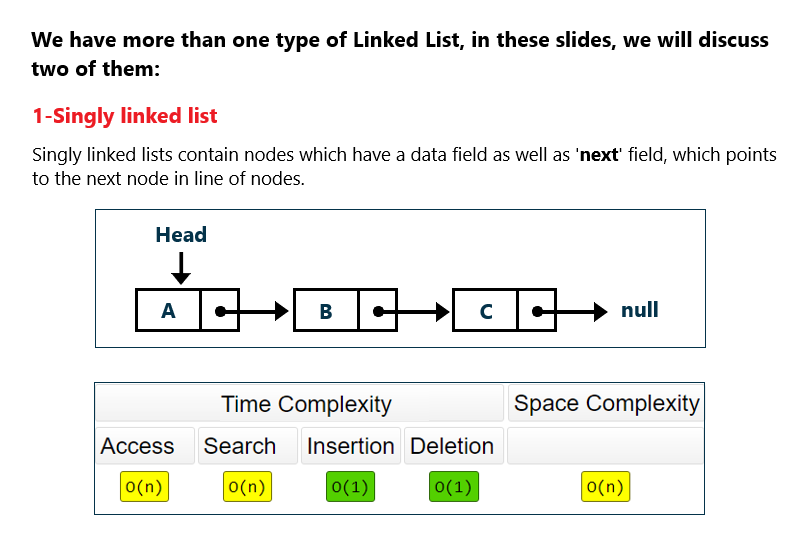 We have more than one type of Linked List, in these slides, we will discuss
two of them:
1-Singly linked list
Singly linked lists contain nodes which have a data field as well as 'next' field, which points
to the next node in line of nodes.
Head
A B C null
Time Complexity Space Complexity
Access Search Insertion Deletion
O(n) O(n) O(1) O(1) O(n)